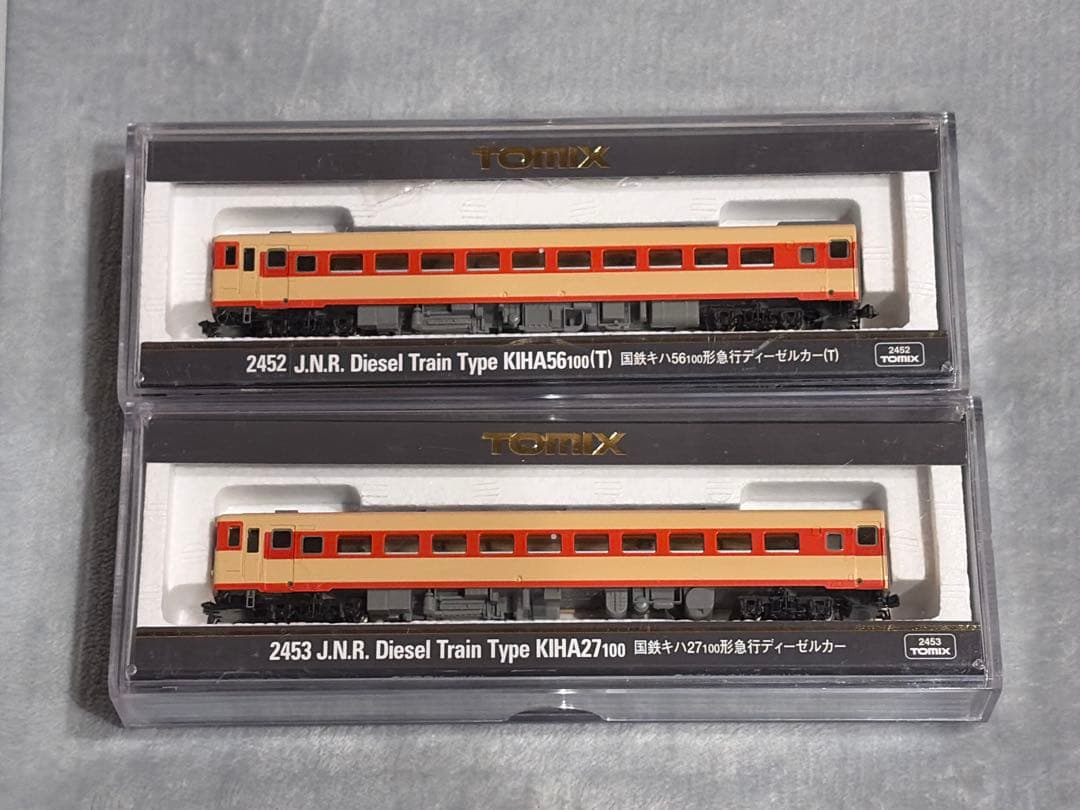 TOMIX
2452 J.N.R. Diesel Train Type KIHA56100(T) 国鉄キハ56100形急行ディーゼルカー(T)
2452
TOMIX
TOMIX
2453 J.N.R. Diesel Train Type KIHA27100 国鉄キハ27100形急行ディーゼルカー
2453
TOMIX